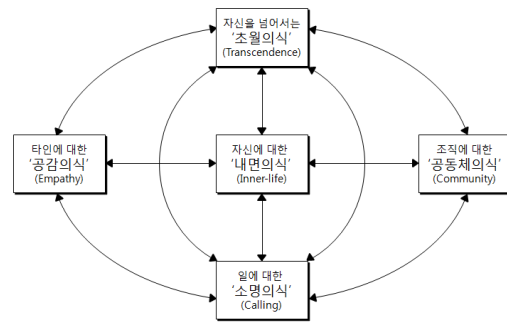 자신을 넘어서는
‘초월의식’
(Transcendence)
타인에 대한
‘공감의식’
(Empathy)
자신에 대한
‘내면의식’
(Inner-life)
조직에 대한
‘공동체의식’
(Community)
일에 대한
‘소명의식’
(Calling)